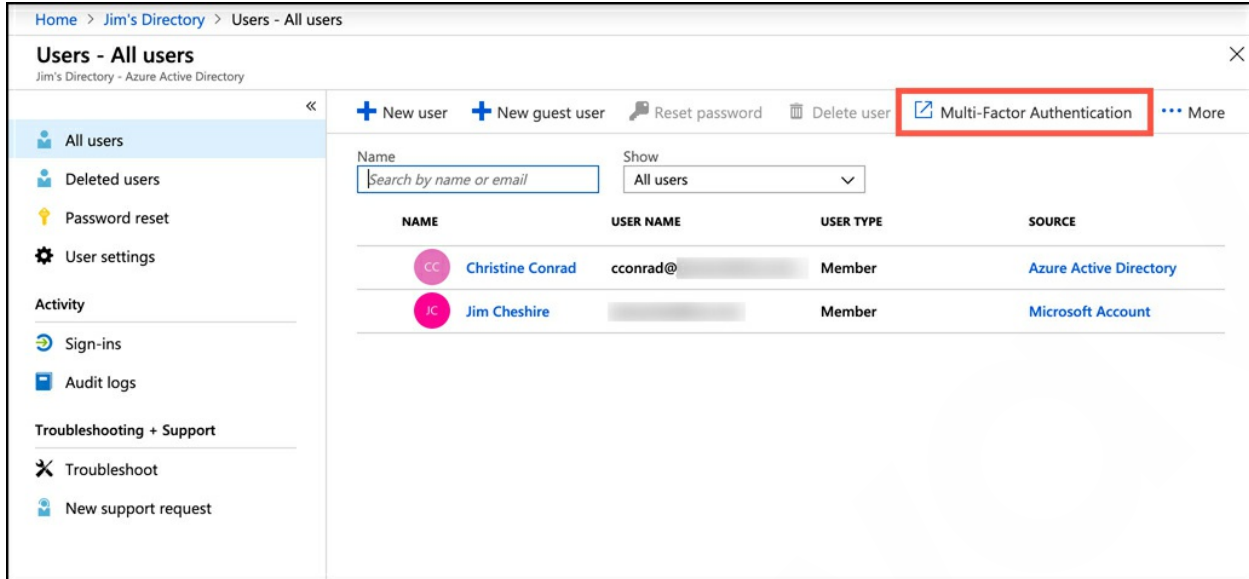 Home > Jim's Directory > Users - All users
Users - All users
Jim's Directory - Azure Active Directory
All users
Deleted users
Password reset
User settings
Activity
Sign-ins
Audit logs
Troubleshooting + Support
Troubleshoot
New support request
New user New guest user Reset password Delete user Multi-Factor Authentication ••• More
Name Show
Search by name or email All users
NAME USER NAME USER TYPE SOURCE
CC Christine Conrad cconrad@ Member Azure Active Directory
JC Jim Cheshire Member Microsoft Account